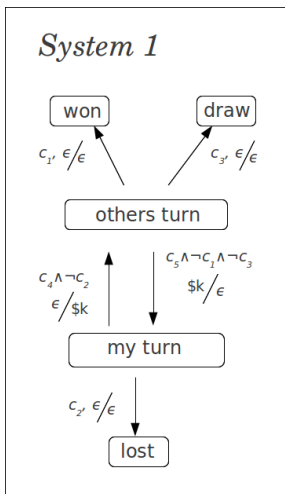 System 1
won
draw
c₁, ϵ/ϵ
c₃, ϵ/ϵ
others turn
c₄∧¬c₂
ϵ/$k
c₅∧¬c₁∧¬c₃
$k/ϵ
my turn
c₂, ϵ/ϵ
lost